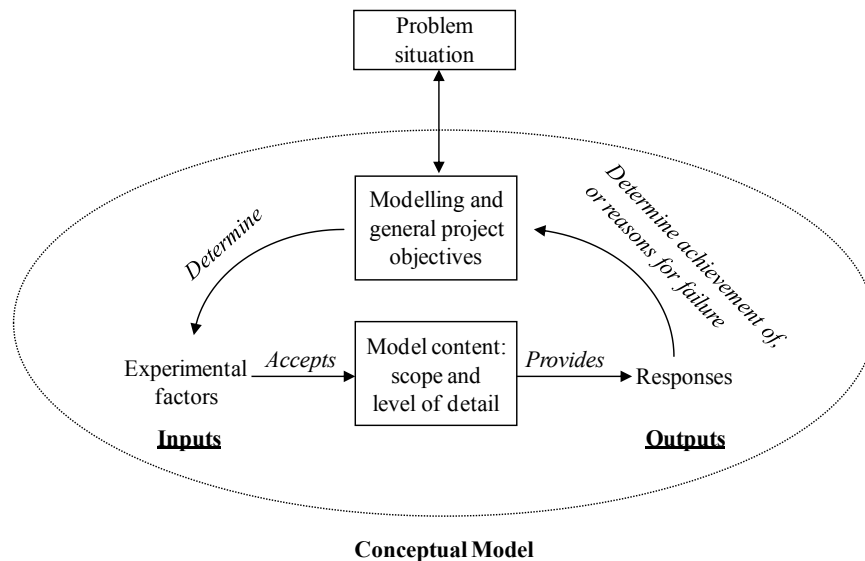 Problem
situation
Modelling and
general project
objectives
Determine
Determine achievement of,
or reasons for failure
Experimental
factors
Accepts
Model content:
scope and
level of detail
Provides
Responses
Inputs
Outputs
Conceptual Model